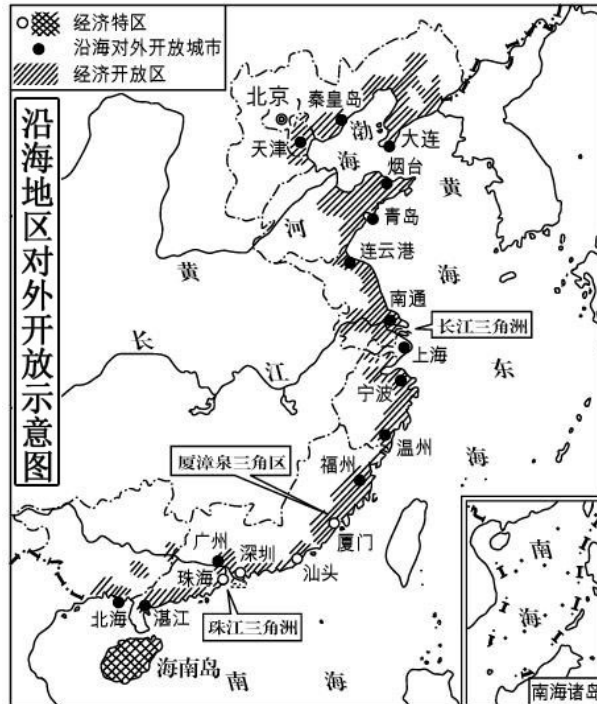 经济特区
沿海对外开放城市
经济开放区
沿海地区对外开放示意图
北京
秦皇岛
渤
天津
大连
海
烟台
黄
青岛
河
连云港
黄
海
南通
长江三角洲
长
上海
江
东
宁波
温州
海
厦漳泉三角区
福州
厦门
广州
深圳
汕头
珠海
南
北海
湛江
珠江三角洲
海
海南岛
南
海
南海诸岛